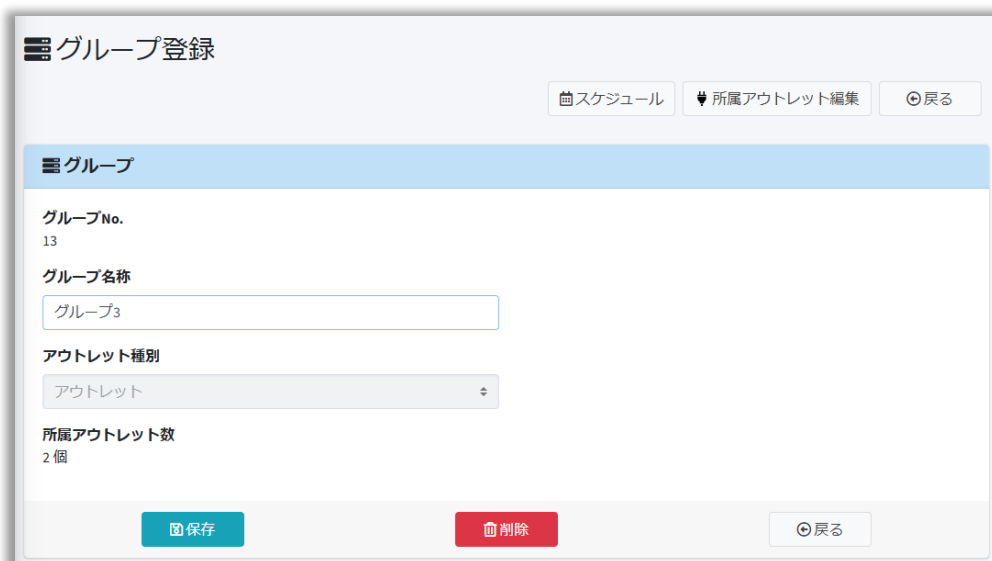 グループ登録
スケジュール 所属アウトレット編集 戻る
グループ
グループNo.
13
グループ名称
グループ3
アウトレット種別
アウトレット
所属アウトレット数
2 個
保存 削除 戻る